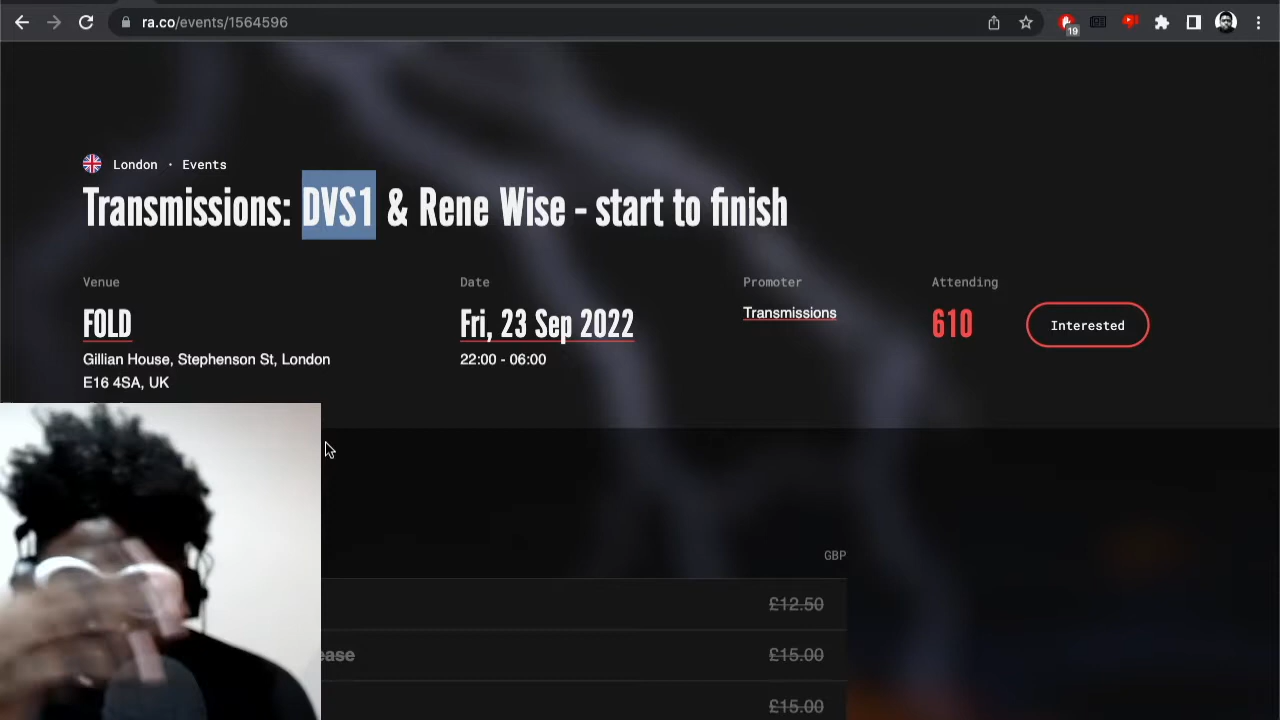 ra.co/events/1564596
19
London · Events
Transmissions: DVS1 & Rene Wise - start to finish
Venue
Date
Promoter
Attending
FOLD
Fri, 23 Sep 2022
Transmissions
610
Interested
Gillian House, Stephenson St, London
22:00 - 06:00
E16 4SA, UK
GBP
£12.50
ease
£15.00
£15.00